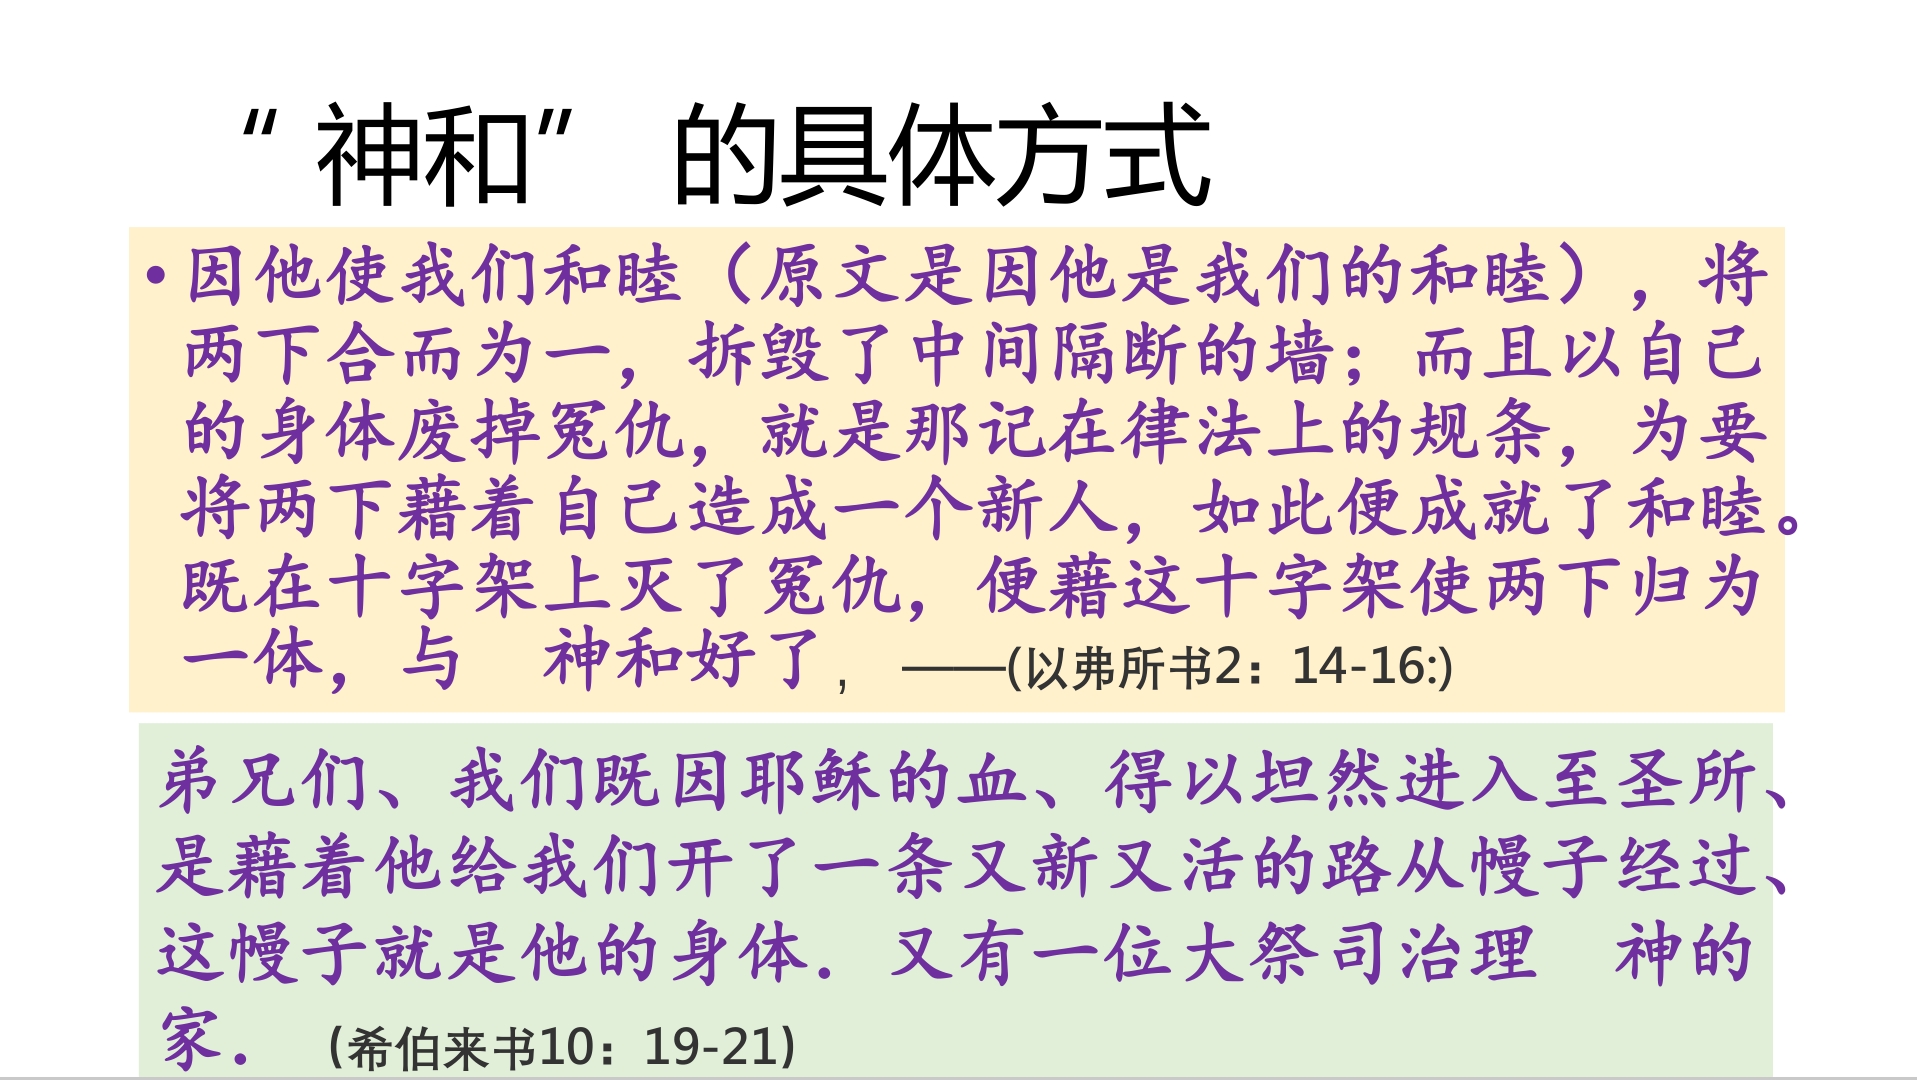 “ 神和” 的具体方式
• 因他使我们和睦（原文是因他是我们的和睦），将
两下合而为一，拆毁了中间隔断的墙；而且以自己
的身体废掉冤仇，就是那记在律法上的规条，为要
将两下藉着自己造成一个新人，如此便成就了和睦。
既在十字架上灭了冤仇，便藉这十字架使两下归为
一体，与　神和好了，　——(以弗所书2：14-16:)
弟兄们、我们既因耶稣的血、得以坦然进入至圣所、
是藉着他给我们开了一条又新又活的路从幔子经过、
这幔子就是他的身体．又有一位大祭司治理　神的
家．　(希伯来书10：19-21)